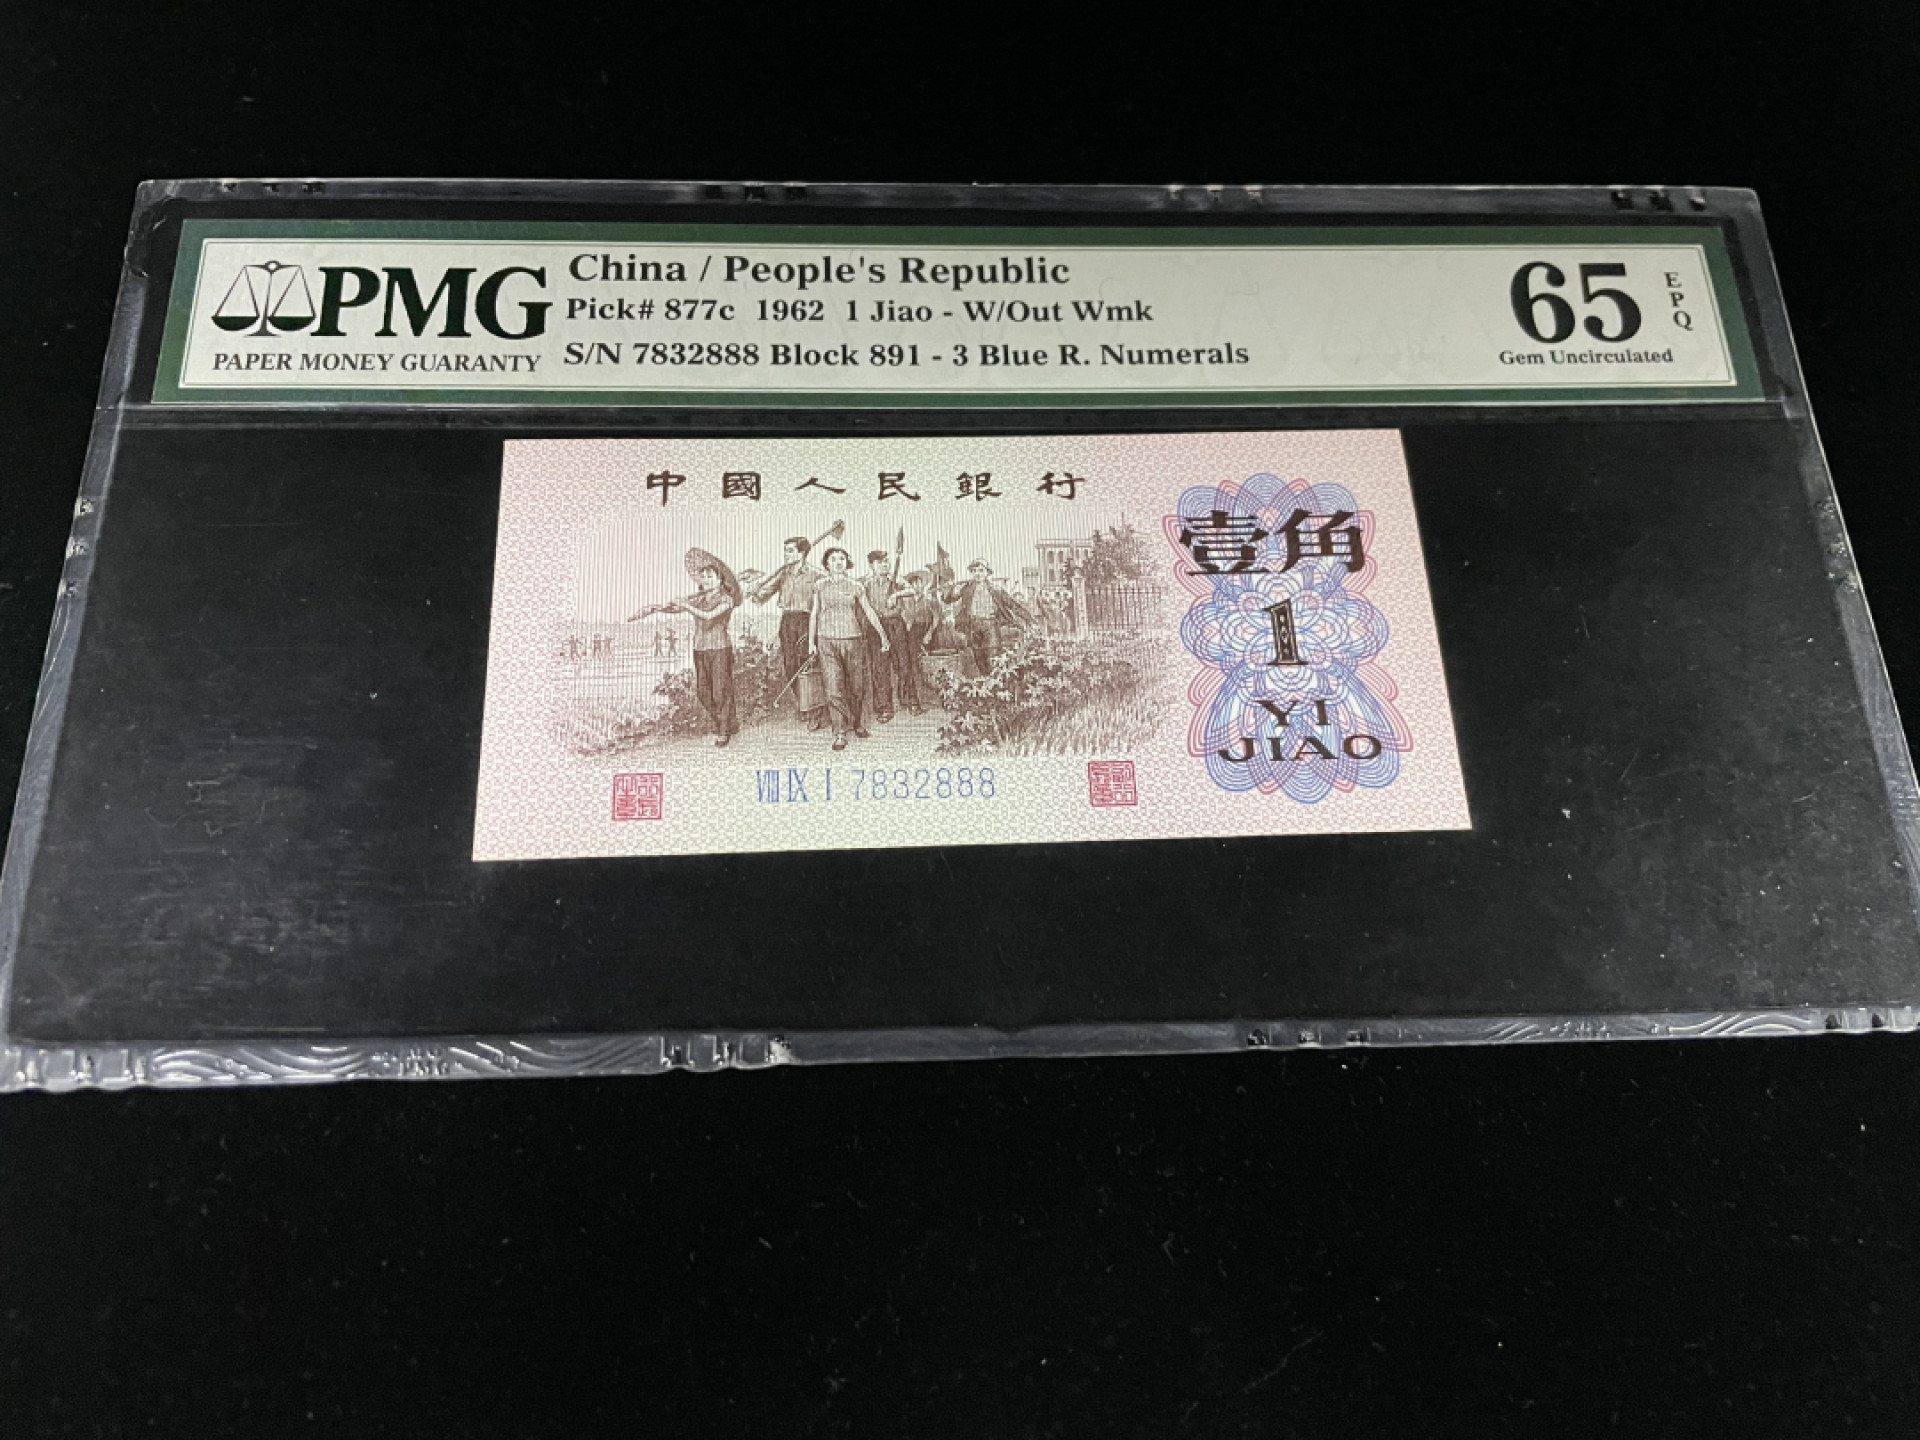 PMG
PAPER MONEY GUARANTY
China / People's Republic
Pick# 877c 1962 1 Jiao - W/Out Wmk
S/N 7832888 Block 891 - 3 Blue R. Numerals
65
EPQ
Gem Uncirculated
中國人民銀行
壹角
1
YI
JIAO
VIII IX I 7832888
PMG